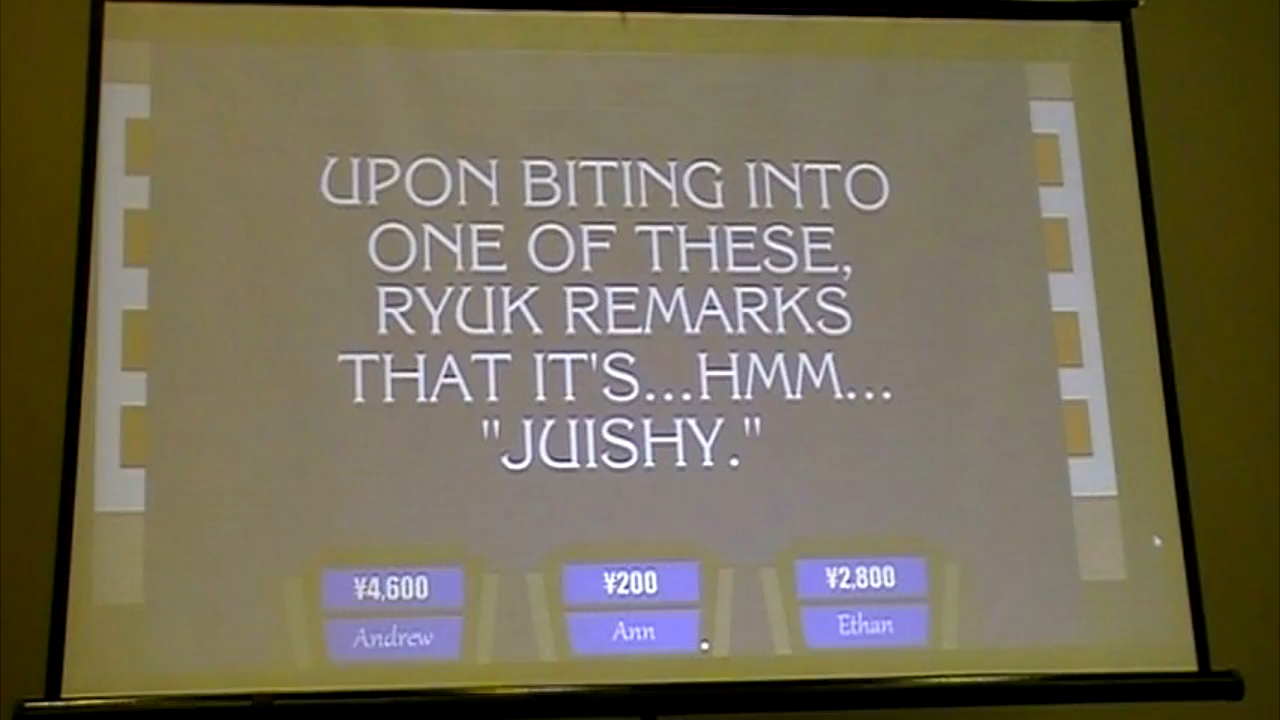 UPON BITING INTO
ONE OF THESE,
RYUK REMARKS
THAT IT'S...HMM...
"JUISHY."
¥4,600 ¥200 ¥2,800
Andrew Ann Ethan